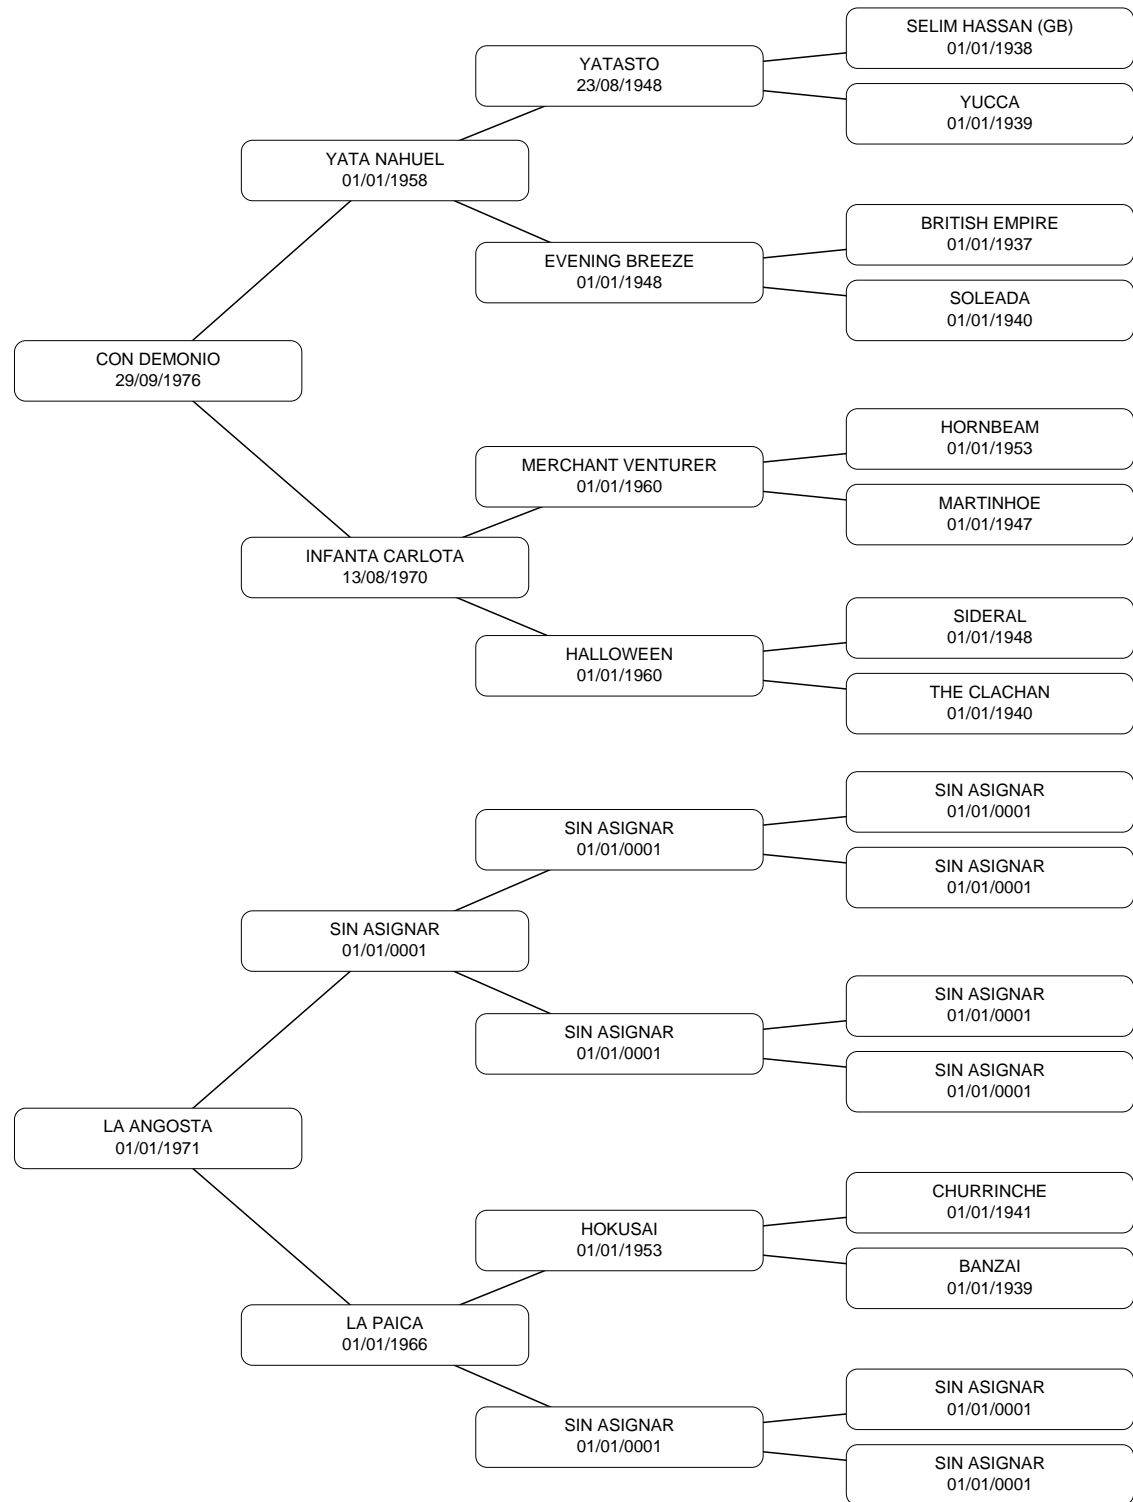 SELIM HASSAN (GB)
01/01/1938
YATASTO
23/08/1948
YUCCA
01/01/1939
YATA NAHUEL
01/01/1958
BRITISH EMPIRE
01/01/1937
EVENING BREEZE
01/01/1948
SOLEADA
01/01/1940
CON DEMONIO
29/09/1976
HORNBEAM
01/01/1953
MERCHANT VENTURER
01/01/1960
MARTINHOE
01/01/1947
INFANTA CARLOTA
13/08/1970
SIDERAL
01/01/1948
HALLOWEEN
01/01/1960
THE CLACHAN
01/01/1940
SIN ASIGNAR
01/01/0001
SIN ASIGNAR
01/01/0001
SIN ASIGNAR
01/01/0001
SIN ASIGNAR
01/01/0001
SIN ASIGNAR
01/01/0001
SIN ASIGNAR
01/01/0001
SIN ASIGNAR
01/01/0001
LA ANGOSTA
01/01/1971
CHURRINCHE
01/01/1941
HOKUSAI
01/01/1953
BANZAI
01/01/1939
LA PAICA
01/01/1966
SIN ASIGNAR
01/01/0001
SIN ASIGNAR
01/01/0001
SIN ASIGNAR
01/01/0001